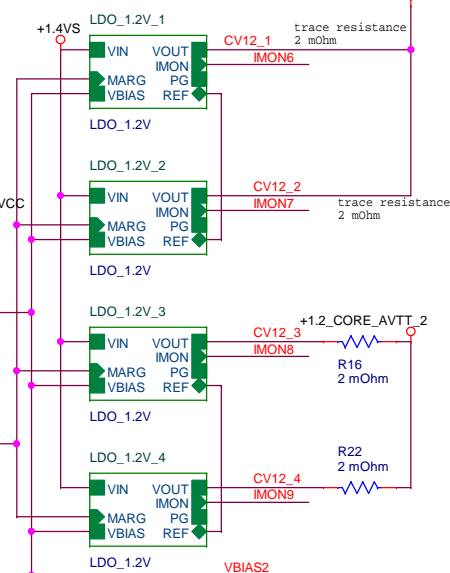 +1.4VS
LDO_1.2V_1
VIN
MARG
VBIAS
VOUT
IMON
PG
REF
LDO_1.2V
CV12_1
IMON6
trace resistance
2 mOhm
LDO_1.2V_2
VIN
MARG
VBIAS
VOUT
IMON
PG
REF
LDO_1.2V
CV12_2
IMON7
trace resistance
2 mOhm
VCC
LDO_1.2V_3
VIN
MARG
VBIAS
VOUT
IMON
PG
REF
LDO_1.2V
CV12_3
IMON8
+1.2_CORE_AVTT_2
R16
2 mOhm
LDO_1.2V_4
VIN
MARG
VBIAS
VOUT
IMON
PG
REF
LDO_1.2V
CV12_4
IMON9
R22
2 mOhm
VBIAS2